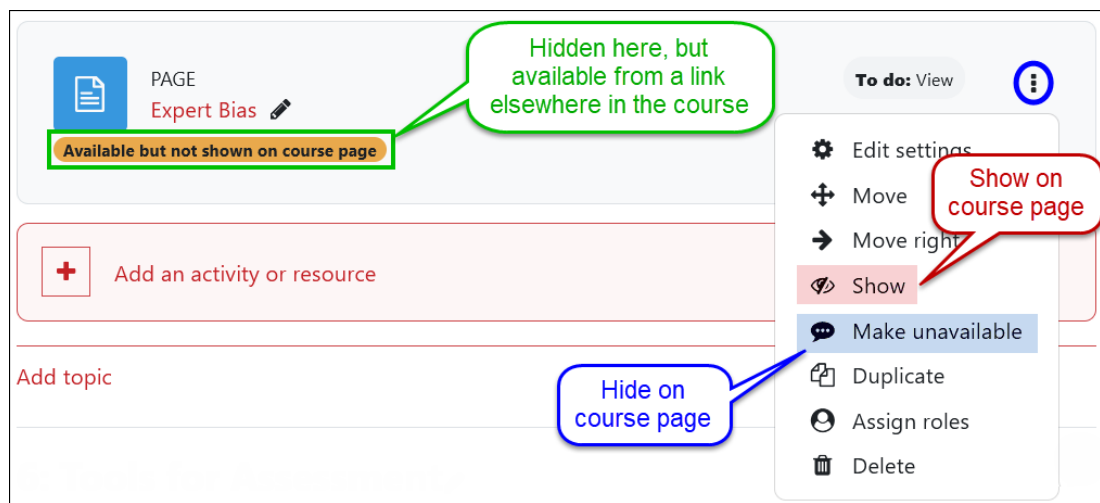 Hidden here, but
available from a link
elsewhere in the course
PAGE
Expert Bias
To do: View
Available but not shown on course page
Edit settings
Show on
course page
Move
Move right
Add an activity or resource
Show
Make unavailable
Add topic
Hide on
course page
Duplicate
Assign roles
Delete